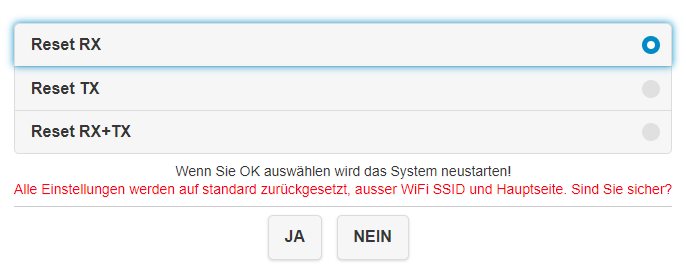 Reset RX
Reset TX
Reset RX+TX
Wenn Sie OK auswählen wird das System neustarten!
Alle Einstellungen werden auf standard zurückgesetzt, ausser WiFi SSID und Hauptseite. Sind Sie sicher?
JA NEIN